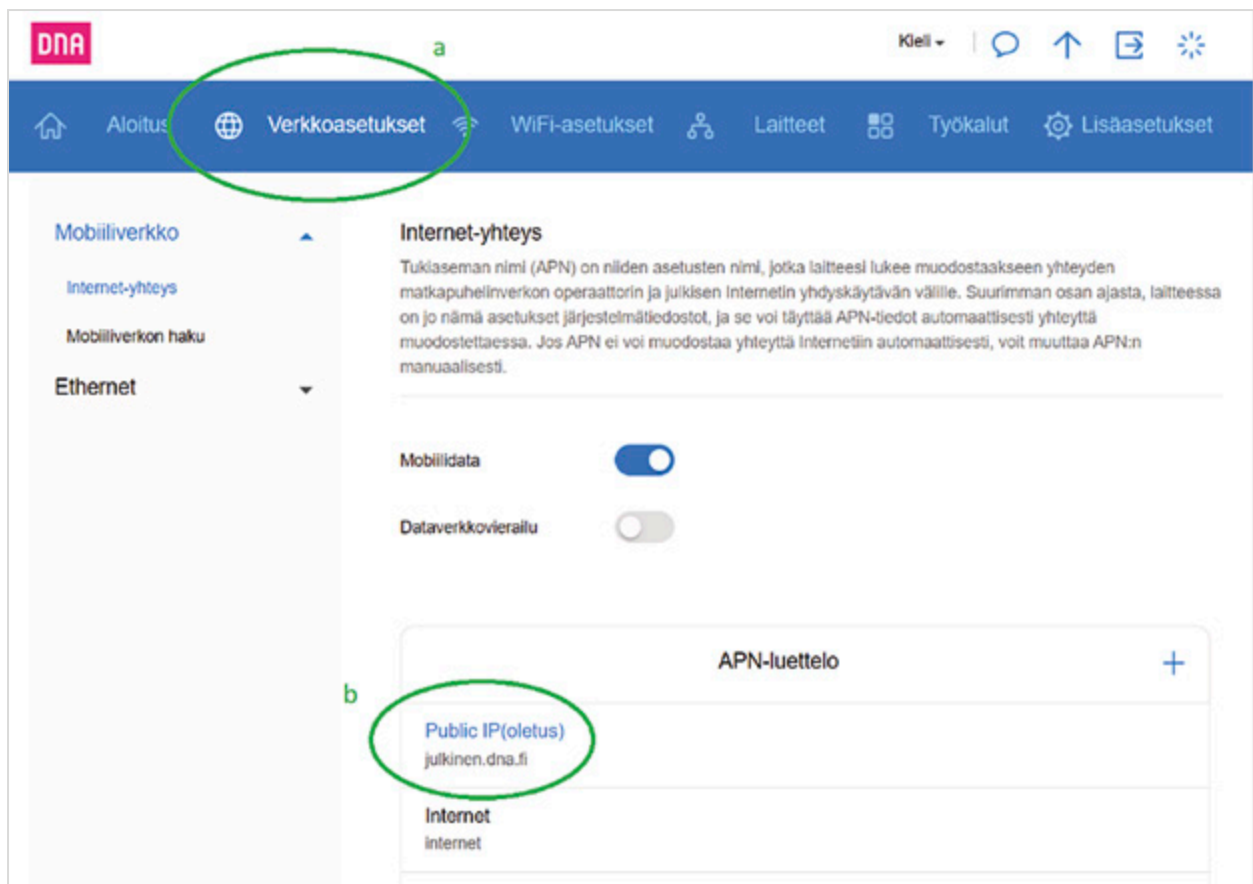 DNA
a
Kieli
Aloitus
Verkkoasetukset
WiFi-asetukset
Laitteet
Työkalut
Lisäasetukset
Mobiiliverkko
Internet-yhteys
Mobiiliverkon haku
Ethernet
Internet-yhteys
Tukiaseman nimi (APN) on niiden asetusten nimi, jotka laitteesi lukee muodostaakseen yhteyden
matkapuhelinverkon operaattorin ja julkisen Internetin yhdyskäytävän välille. Suurimman osan ajasta, laitteessa
on jo nämä asetukset järjestelmätiedostot, ja se voi täyttää APN-tiedot automaattisesti yhteyttä
muodostettaessa. Jos APN ei voi muodostaa yhteyttä Internetiin automaattisesti, voit muuttaa APN:n
manuaalisesti.
Mobiilidata
Dataverkkovierailu
APN-luettelo
b
Public IP(oletus)
julkinen.dna.fi
Internet
internet